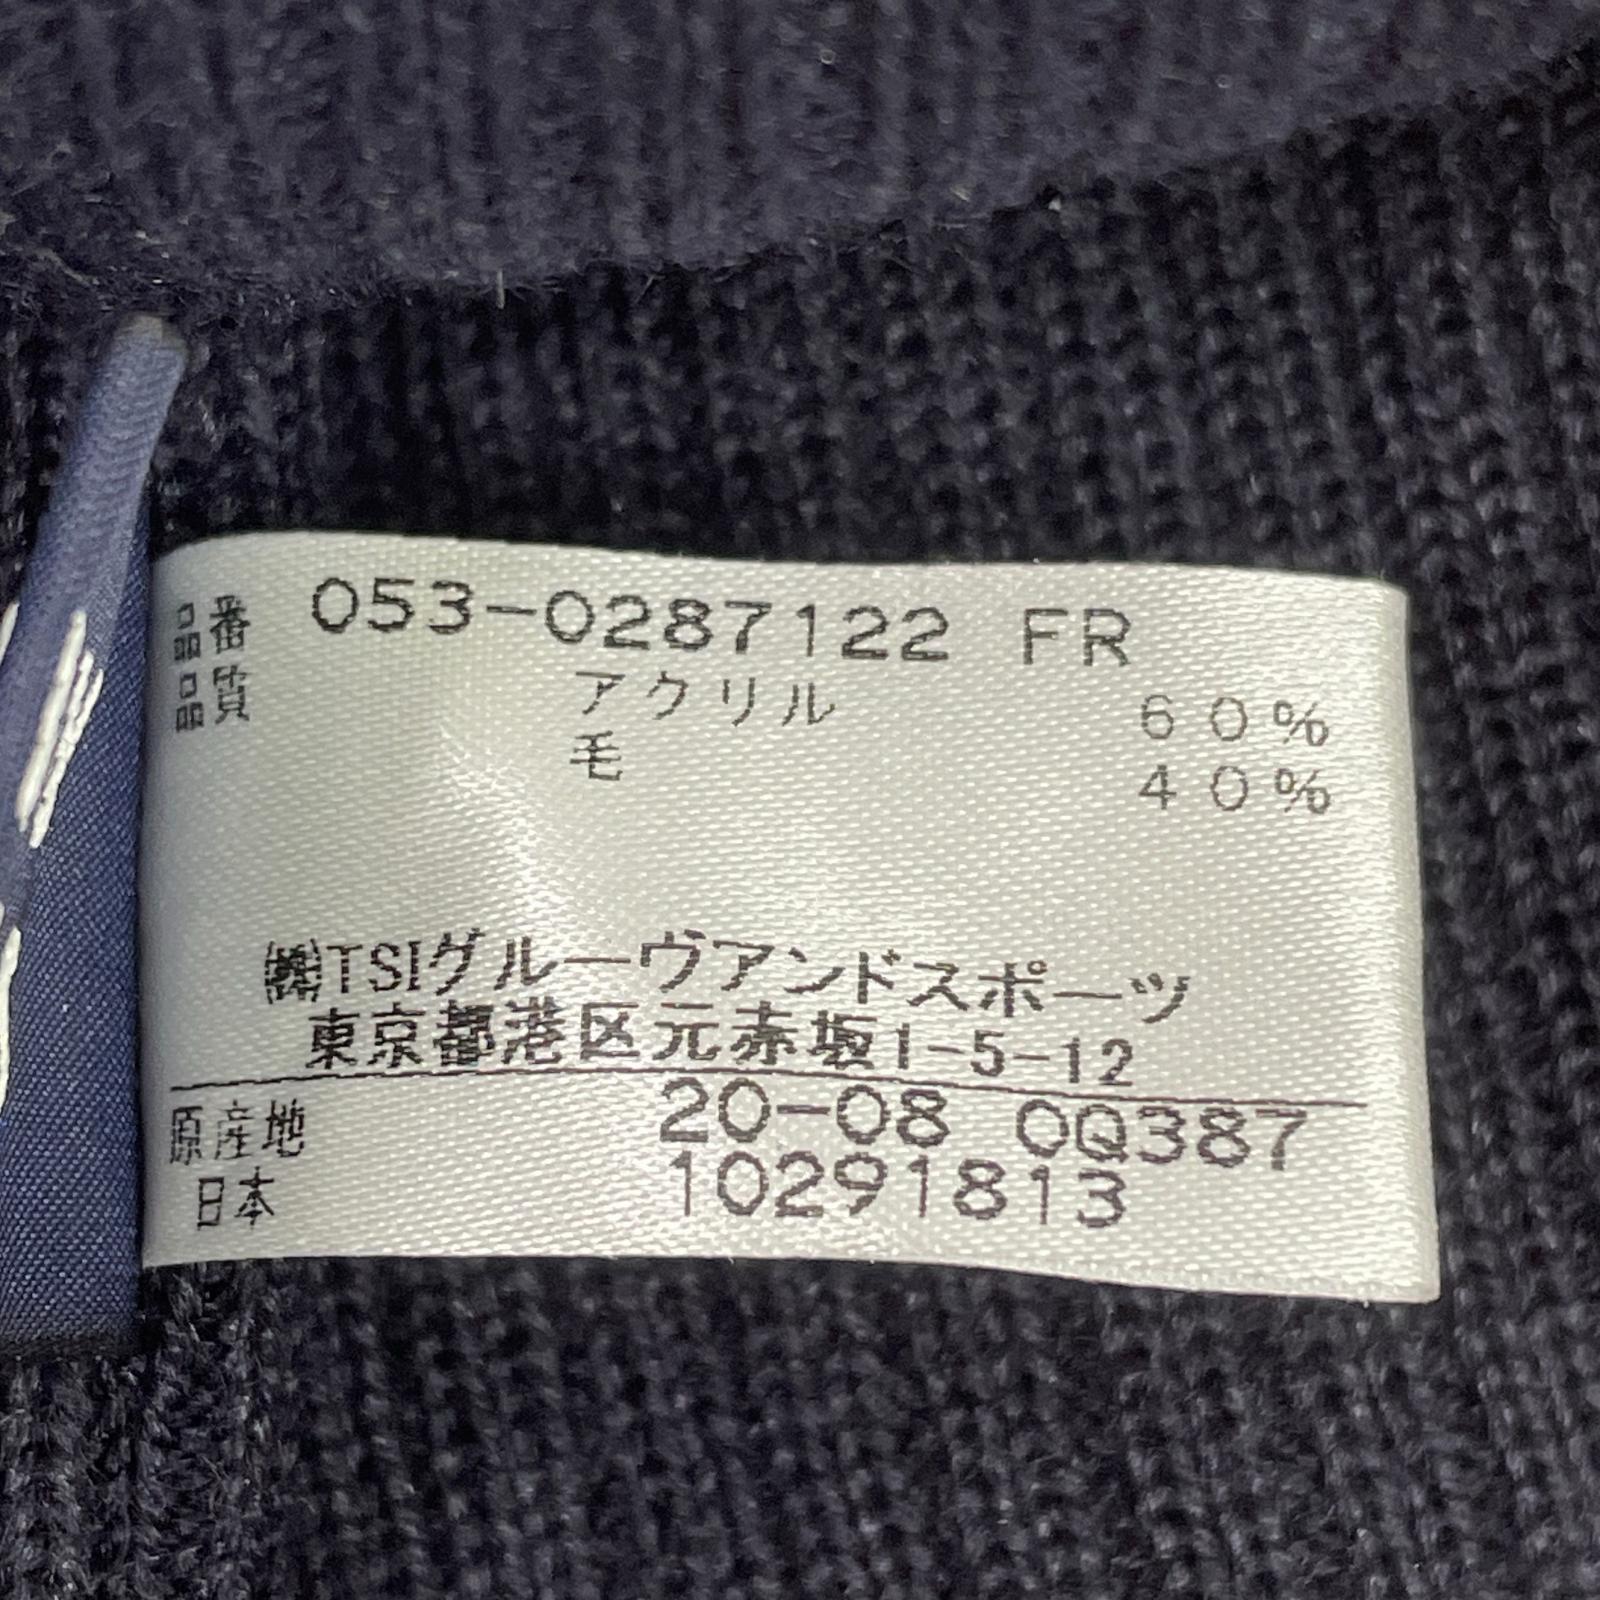 品番 053-0287122 FR
品質 アクリル 60%
毛 40%
㈱TSIグルーヴアンドスポーツ
東京都港区元赤坂1-5-12
原産地 20-08 0Q387
日本 10291813